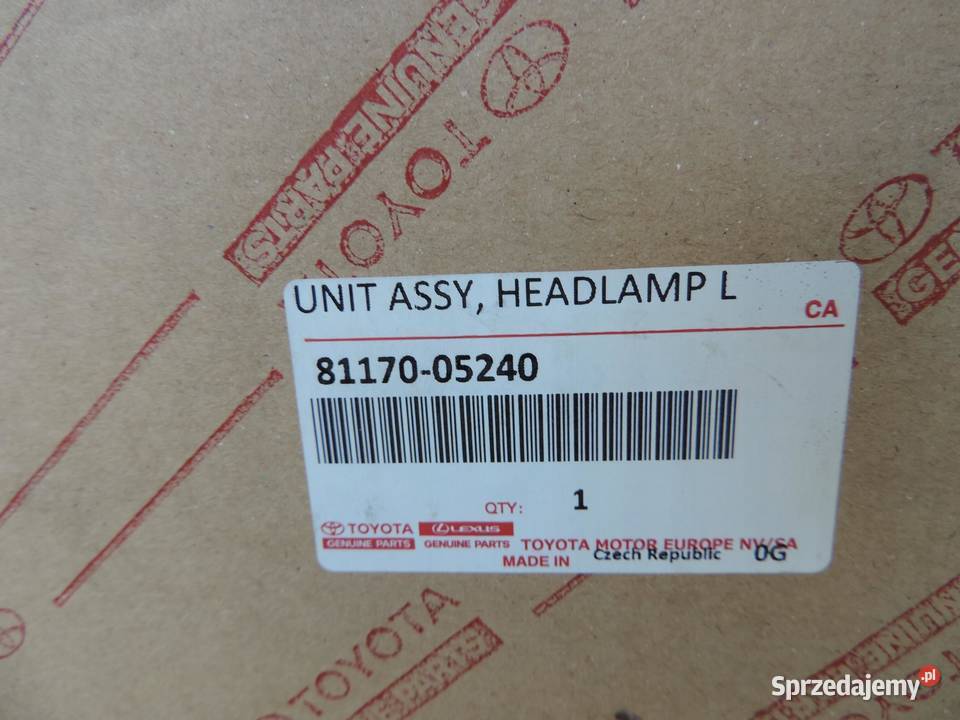 GENUINE PARTS
TOYOTA
GEN
UNIT ASSY, HEADLAMP L
CA
81170-05240
QTY: 1
TOYOTA LEXUS
GENUINE PARTS GENUINE PARTS TOYOTA MOTOR EUROPE NV/SA
MADE IN Czech Republic 0G
TOYOTA
PARTS
Sprzedajemy.pl